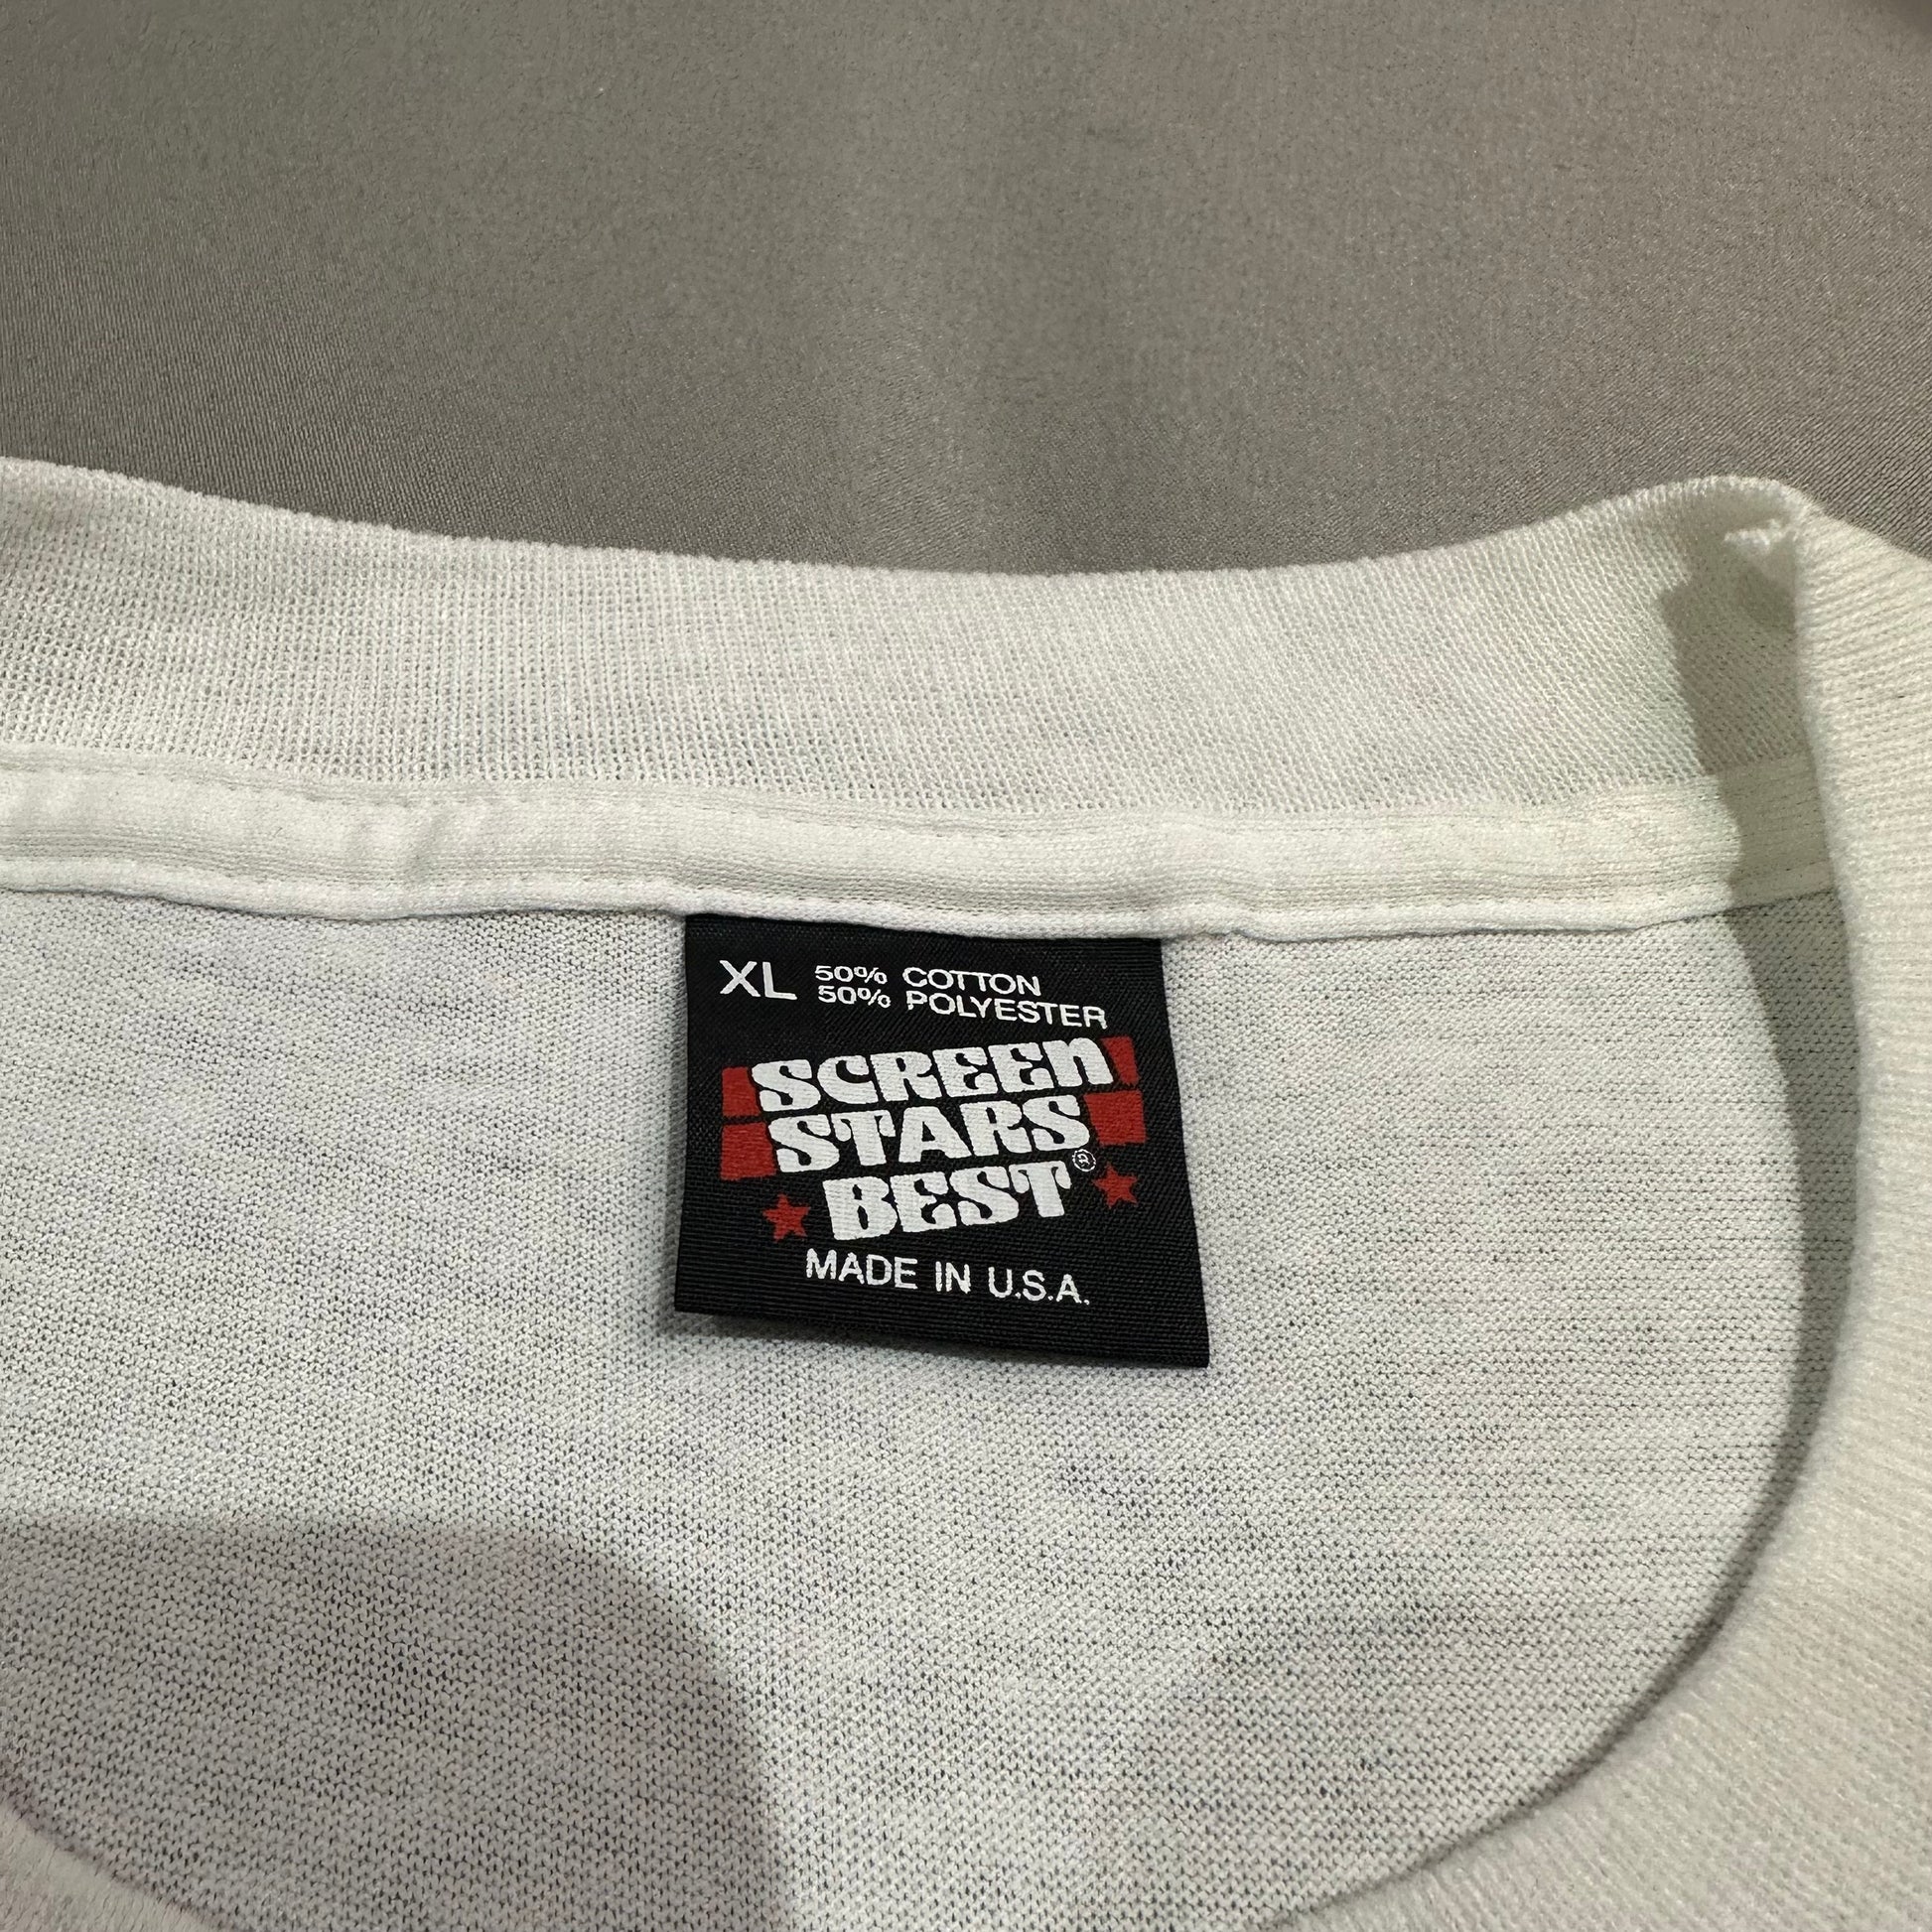 XL 50% COTTON
50% POLYESTER
SCREEn
STARS
BEST®
MADE IN U.S.A.